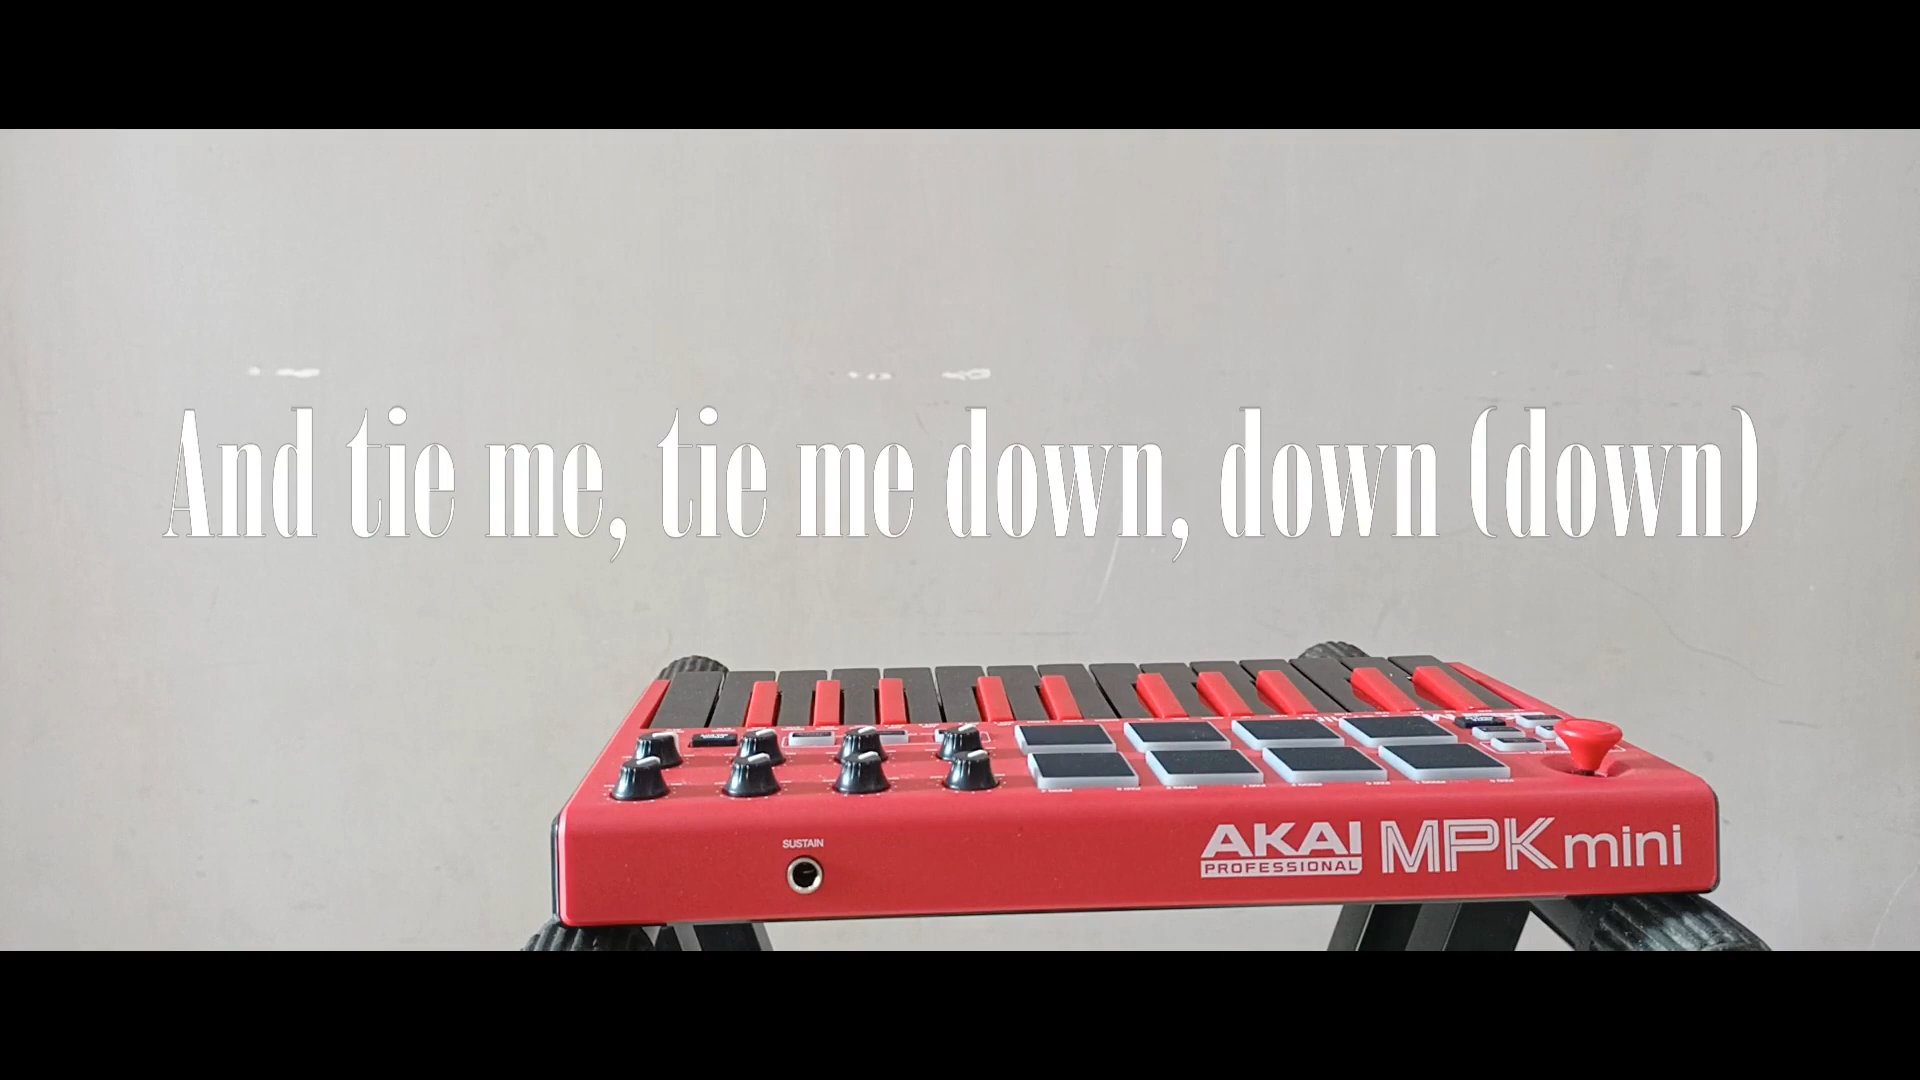 And tie me, tie me down, down (down)
SUSTAIN
AKAI MPK mini
PROFESSIONAL